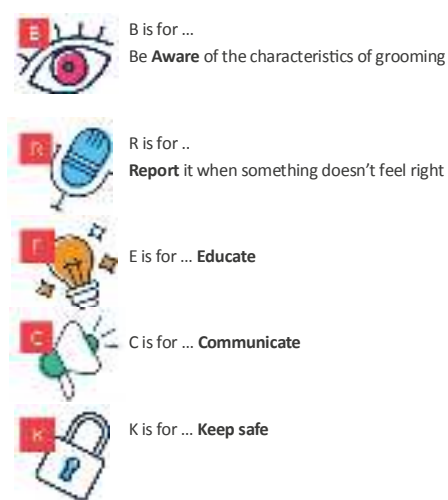 B
B is for ...
Be Aware of the characteristics of grooming
R
R is for ..
Report it when something doesn't feel right
E
E is for ... Educate
C
C is for ... Communicate
K
K is for ... Keep safe